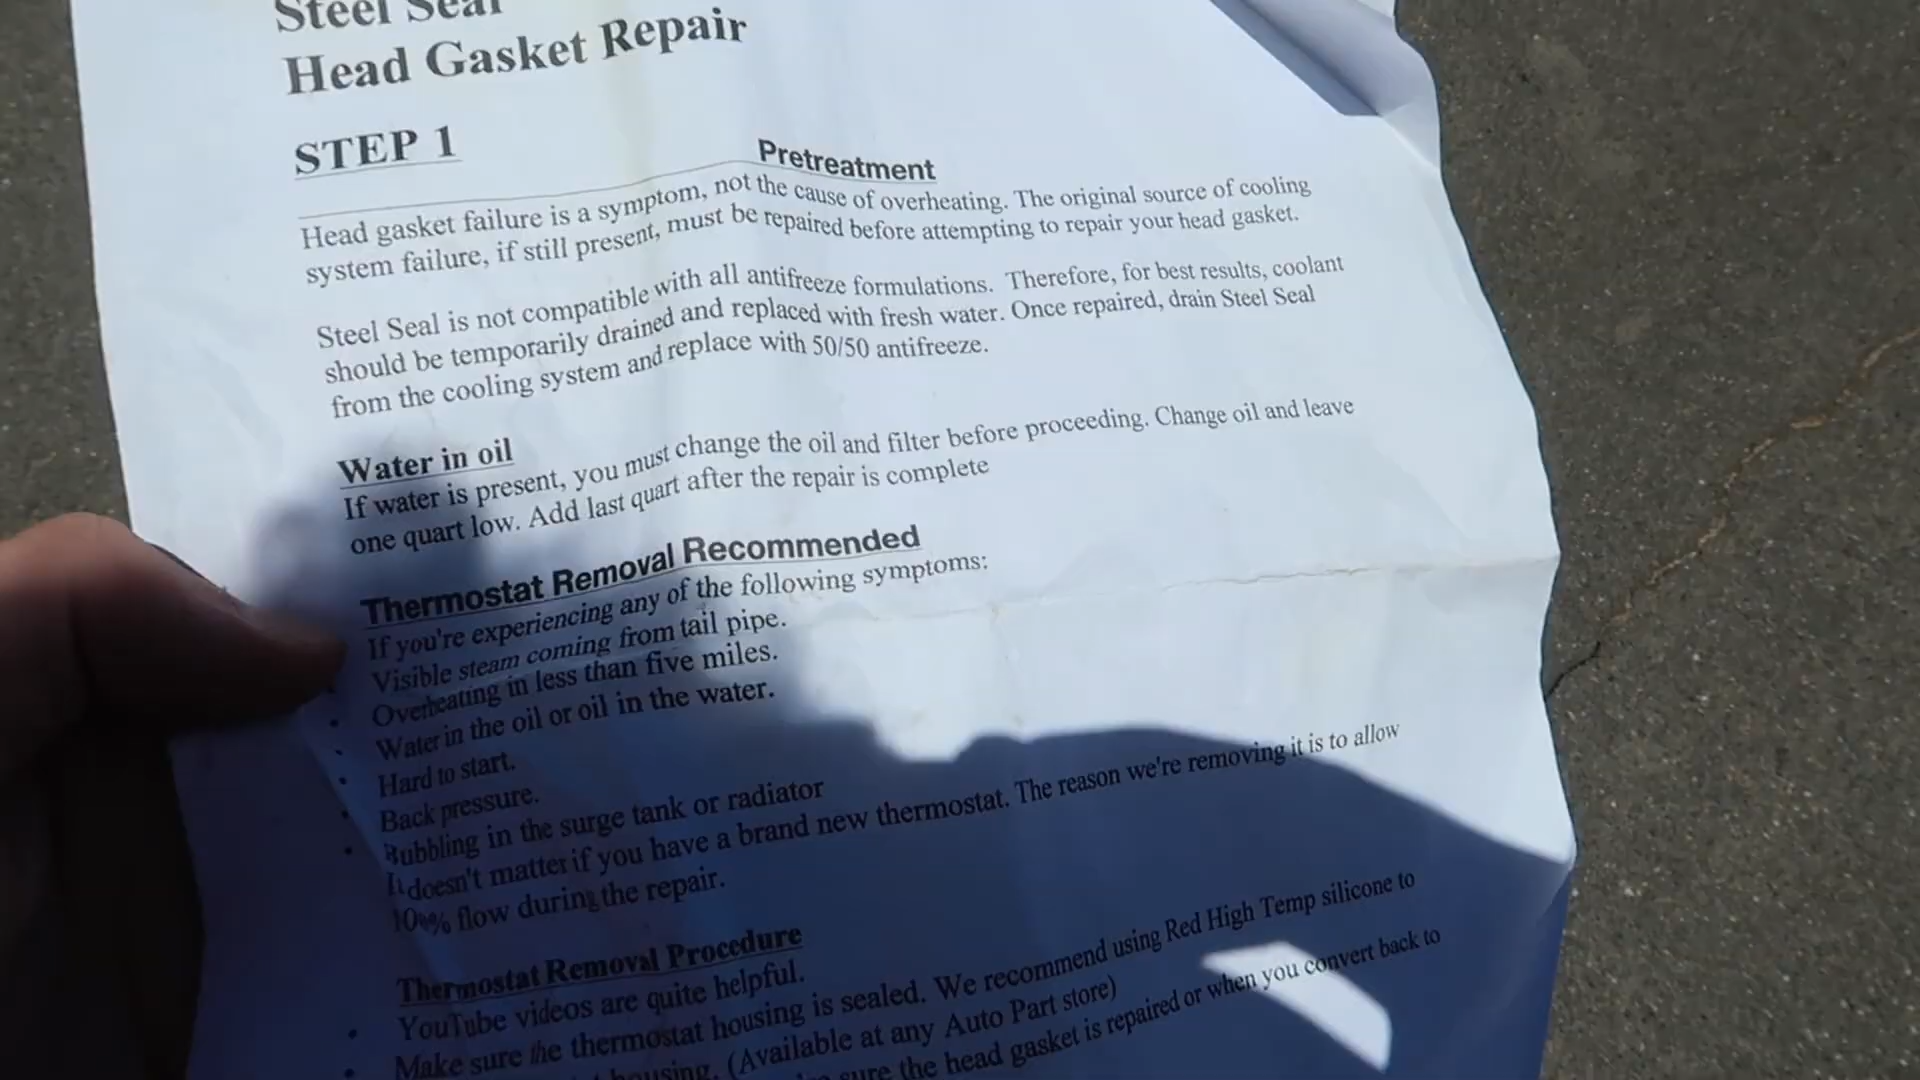 Steel Seal
Head Gasket Repair
STEP 1
Pretreatment
Head gasket failure is a symptom, not the cause of overheating. The original source of cooling
system failure, if still present, must be repaired before attempting to repair your head gasket.
Steel Seal is not compatible with all antifreeze formulations. Therefore, for best results, coolant
should be temporarily drained and replaced with fresh water. Once repaired, drain Steel Seal
from the cooling system and replace with 50/50 antifreeze.
Water in oil
If water is present, you must change the oil and filter before proceeding. Change oil and leave
one quart low. Add last quart after the repair is complete
Thermostat Removal Recommended
If you're experiencing any of the following symptoms:
Visible steam coming from tail pipe.
• Overheating in less than five miles.
• Water in the oil or oil in the water.
• Hard to start.
• Back pressure.
• Bubbling in the surge tank or radiator
It doesn't matter if you have a brand new thermostat. The reason we're removing it is to allow
100% flow during the repair.
Thermostat Removal Procedure
• YouTube videos are quite helpful.
• Make sure the thermostat housing is sealed. We recommend using Red High Temp silicone to
housing. (Available at any Auto Part store)
sure the head gasket is repaired or when you convert back to